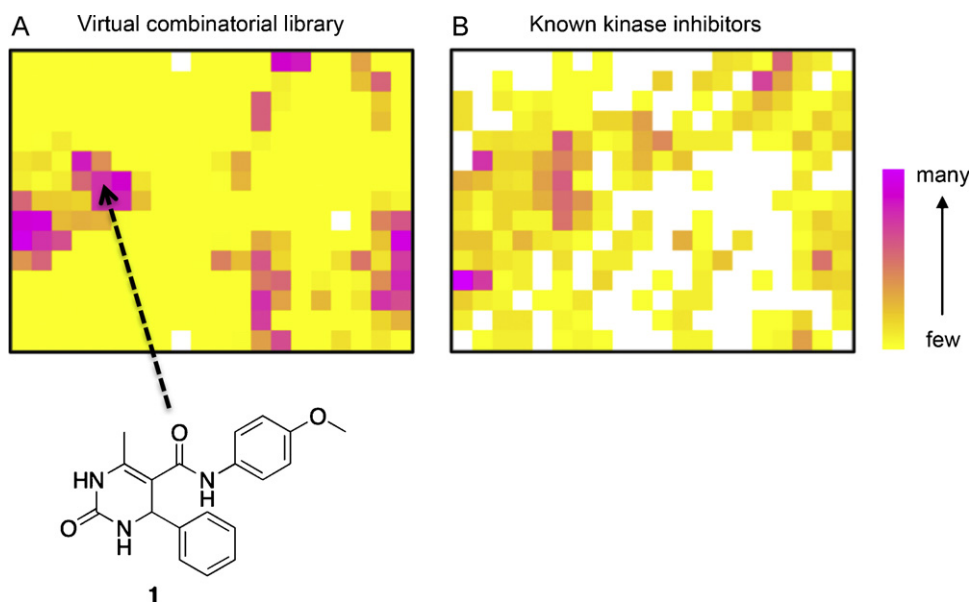 A Virtual combinatorial library
B Known kinase inhibitors
many
few
O
O
N
H
HN
O
N
H
1